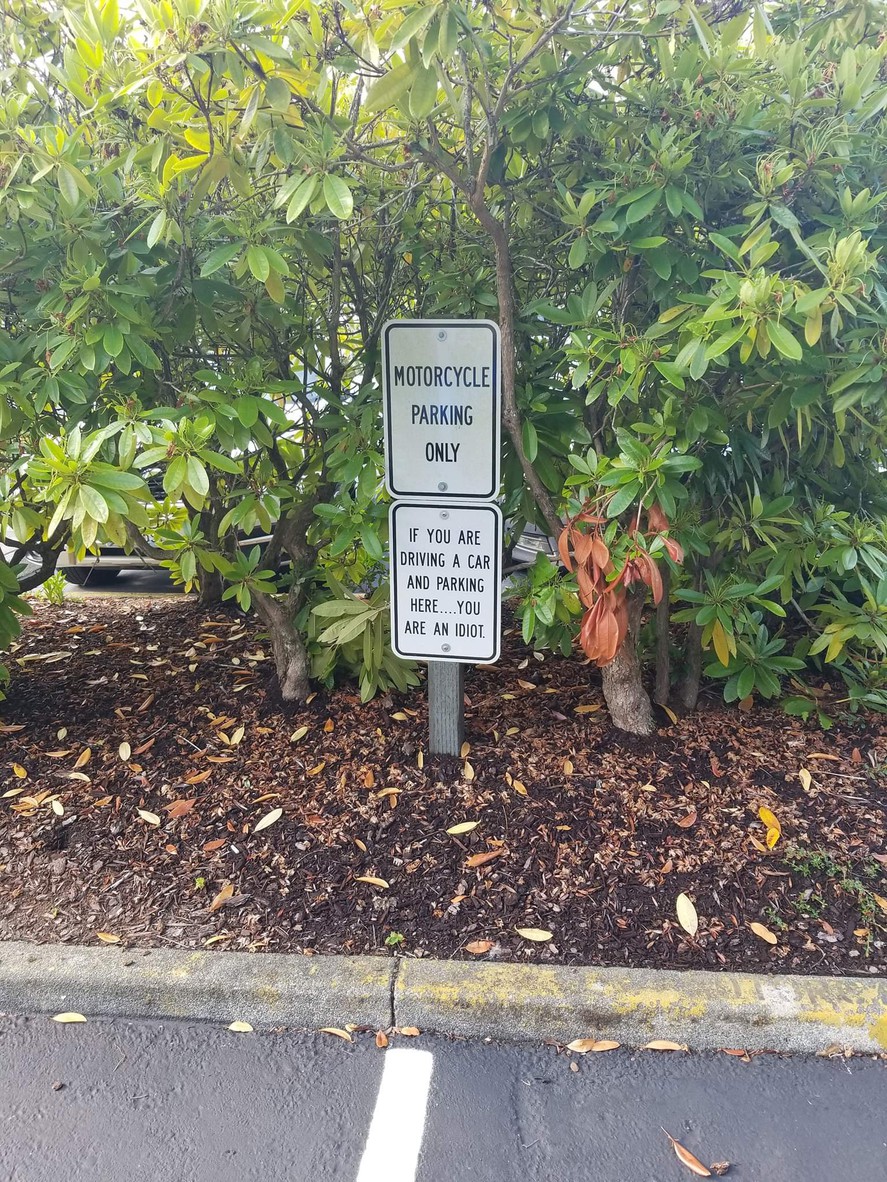 MOTORCYCLE
PARKING
ONLY
IF YOU ARE
DRIVING A CAR
AND PARKING
HERE....YOU
ARE AN IDIOT.